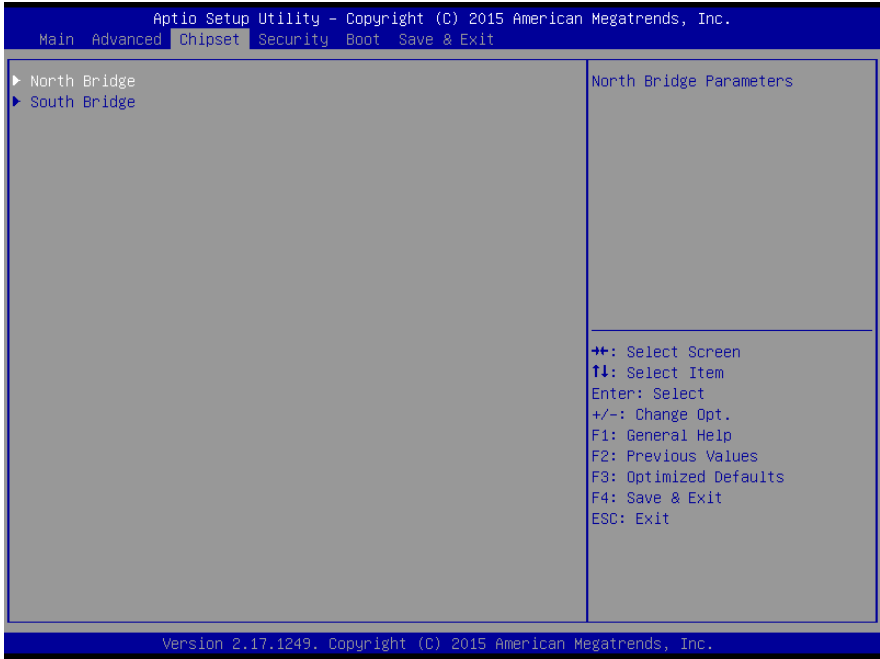 Aptio Setup Utility – Copyright (C) 2015 American Megatrends, Inc.
Main Advanced Chipset Security Boot Save & Exit
▶ North Bridge
▶ South Bridge
North Bridge Parameters
→←: Select Screen
↑↓: Select Item
Enter: Select
+/-: Change Opt.
F1: General Help
F2: Previous Values
F3: Optimized Defaults
F4: Save & Exit
ESC: Exit
Version 2.17.1249. Copyright (C) 2015 American Megatrends, Inc.